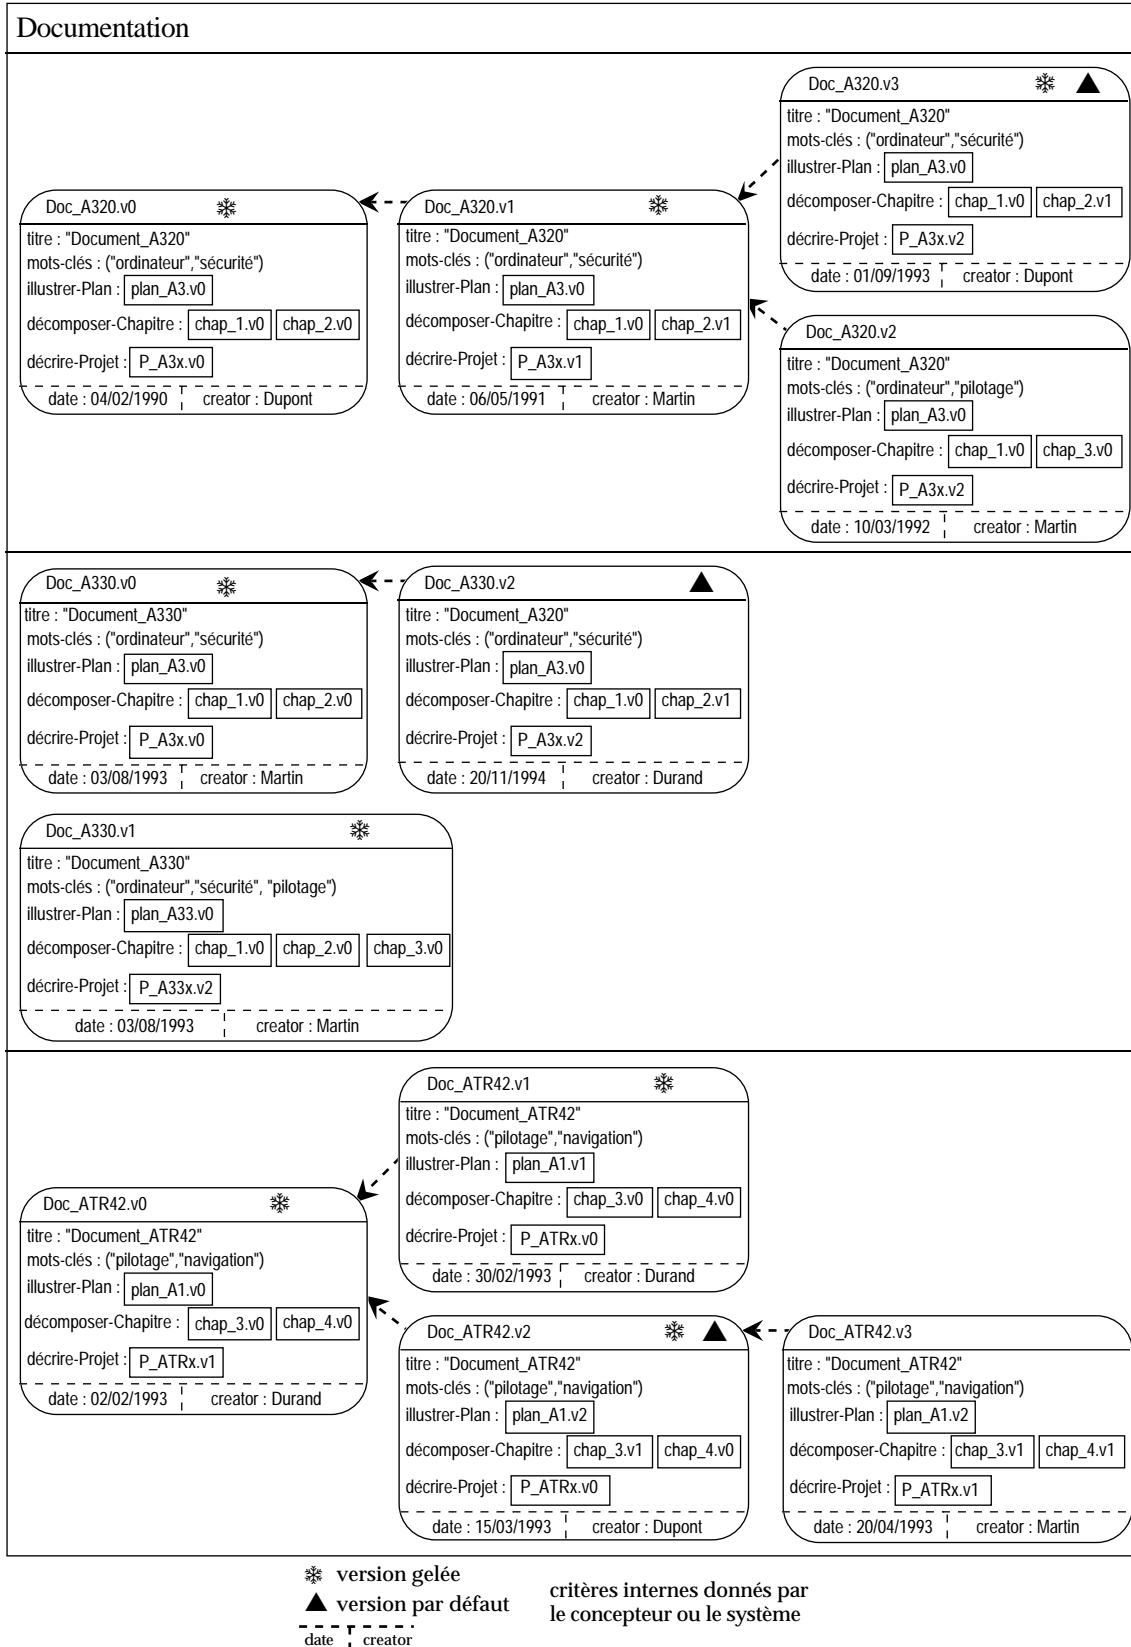 Documentation
Doc_A320.v3
titre : "Document_A320"
mots-clés : ("ordinateur","sécurité")
illustrer-Plan : plan_A3.v0
décomposer-Chapitre : chap_1.v0 chap_2.v1
décrire-Projet : P_A3x.v2
date : 01/09/1993 creator : Dupont
Doc_A320.v0
titre : "Document_A320"
mots-clés : ("ordinateur","sécurité")
illustrer-Plan : plan_A3.v0
décomposer-Chapitre : chap_1.v0 chap_2.v0
décrire-Projet : P_A3x.v0
date : 04/02/1990 creator : Dupont
Doc_A320.v1
titre : "Document_A320"
mots-clés : ("ordinateur","sécurité")
illustrer-Plan : plan_A3.v0
décomposer-Chapitre : chap_1.v0 chap_2.v1
décrire-Projet : P_A3x.v1
date : 06/05/1991 creator : Martin
Doc_A320.v2
titre : "Document_A320"
mots-clés : ("ordinateur","pilotage")
illustrer-Plan : plan_A3.v0
décomposer-Chapitre : chap_1.v0 chap_3.v0
décrire-Projet : P_A3x.v2
date : 10/03/1992 creator : Martin
Doc_A330.v0
titre : "Document_A330"
mots-clés : ("ordinateur","sécurité")
illustrer-Plan : plan_A3.v0
décomposer-Chapitre : chap_1.v0 chap_2.v0
décrire-Projet : P_A3x.v0
date : 03/08/1993 creator : Martin
Doc_A330.v2
titre : "Document_A320"
mots-clés : ("ordinateur","sécurité")
illustrer-Plan : plan_A3.v0
décomposer-Chapitre : chap_1.v0 chap_2.v1
décrire-Projet : P_A3x.v2
date : 20/11/1994 creator : Durand
Doc_A330.v1
titre : "Document_A330"
mots-clés : ("ordinateur","sécurité", "pilotage")
illustrer-Plan : plan_A33.v0
décomposer-Chapitre : chap_1.v0 chap_2.v0 chap_3.v0
décrire-Projet : P_A33x.v2
date : 03/08/1993 creator : Martin
Doc_ATR42.v1
titre : "Document_ATR42"
mots-clés : ("pilotage","navigation")
illustrer-Plan : plan_A1.v1
décomposer-Chapitre : chap_3.v0 chap_4.v0
décrire-Projet : P_ATRx.v0
date : 30/02/1993 creator : Durand
Doc_ATR42.v0
titre : "Document_ATR42"
mots-clés : ("pilotage","navigation")
illustrer-Plan : plan_A1.v0
décomposer-Chapitre : chap_3.v0 chap_4.v0
décrire-Projet : P_ATRx.v1
date : 02/02/1993 creator : Durand
Doc_ATR42.v2
titre : "Document_ATR42"
mots-clés : ("pilotage","navigation")
illustrer-Plan : plan_A1.v2
décomposer-Chapitre : chap_3.v1 chap_4.v0
décrire-Projet : P_ATRx.v0
date : 15/03/1993 creator : Dupont
Doc_ATR42.v3
titre : "Document_ATR42"
mots-clés : ("pilotage","navigation")
illustrer-Plan : plan_A1.v2
décomposer-Chapitre : chap_3.v1 chap_4.v1
décrire-Projet : P_ATRx.v1
date : 20/04/1993 creator : Martin
version gelée
version par défaut
date creator
critères internes donnés par
le concepteur ou le système